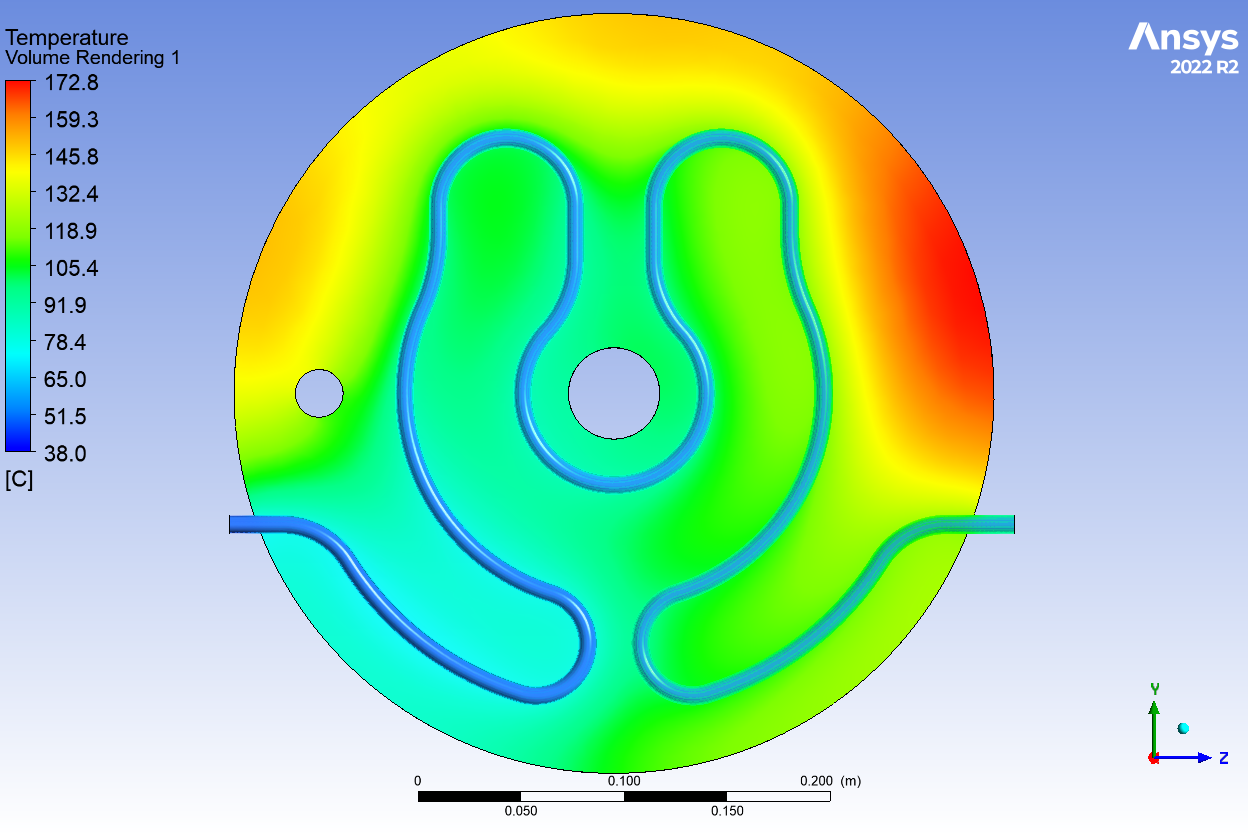 Temperature
Volume Rendering 1
172.8
159.3
145.8
132.4
118.9
105.4
91.9
78.4
65.0
51.5
38.0
[C]
Ansys
2022 R2
Y
Z
0 0.100 0.200 (m)
0.050 0.150